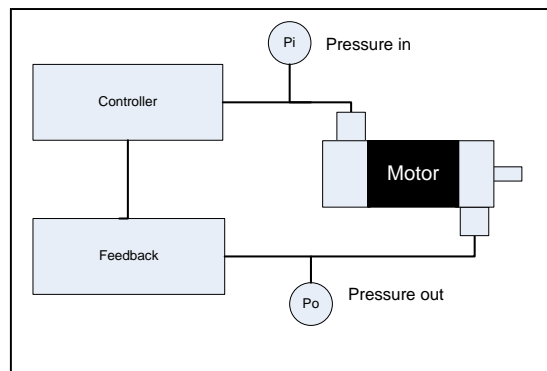 Pi
Pressure in
Controller
Motor
Feedback
Po
Pressure out